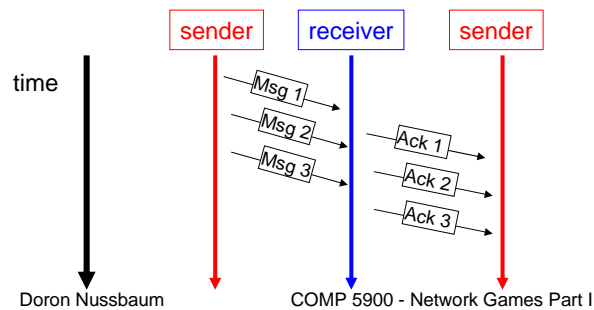 sender receiver sender
time
Msg 1
Msg 2
Msg 3
Ack 1
Ack 2
Ack 3
Doron Nussbaum COMP 5900 - Network Games Part I